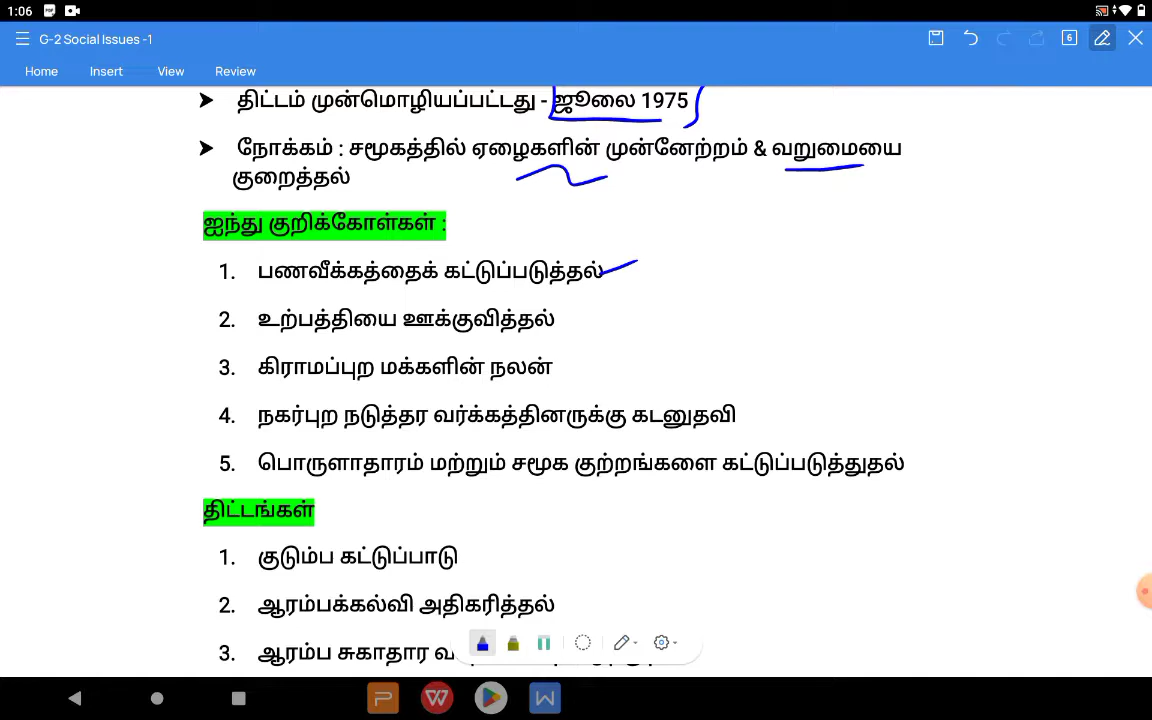 1:06
G-2 Social Issues -1
6
Home Insert View Review
➤ திட்டம் முன்மொழியப்பட்டது - ஜூலை 1975
➤ நோக்கம் : சமூகத்தில் ஏழைகளின் முன்னேற்றம் & வறுமையை
குறைத்தல்
ஐந்து குறிக்கோள்கள் :
1. பணவீக்கத்தைக் கட்டுப்படுத்தல்
2. உற்பத்தியை ஊக்குவித்தல்
3. கிராமப்புற மக்களின் நலன்
4. நகர்புற நடுத்தர வர்க்கத்தினருக்கு கடனுதவி
5. பொருளாதாரம் மற்றும் சமூக குற்றங்களை கட்டுப்படுத்துதல்
திட்டங்கள்
1. குடும்ப கட்டுப்பாடு
2. ஆரம்பக்கல்வி அதிகரித்தல்
3. ஆரம்ப சுகாதார